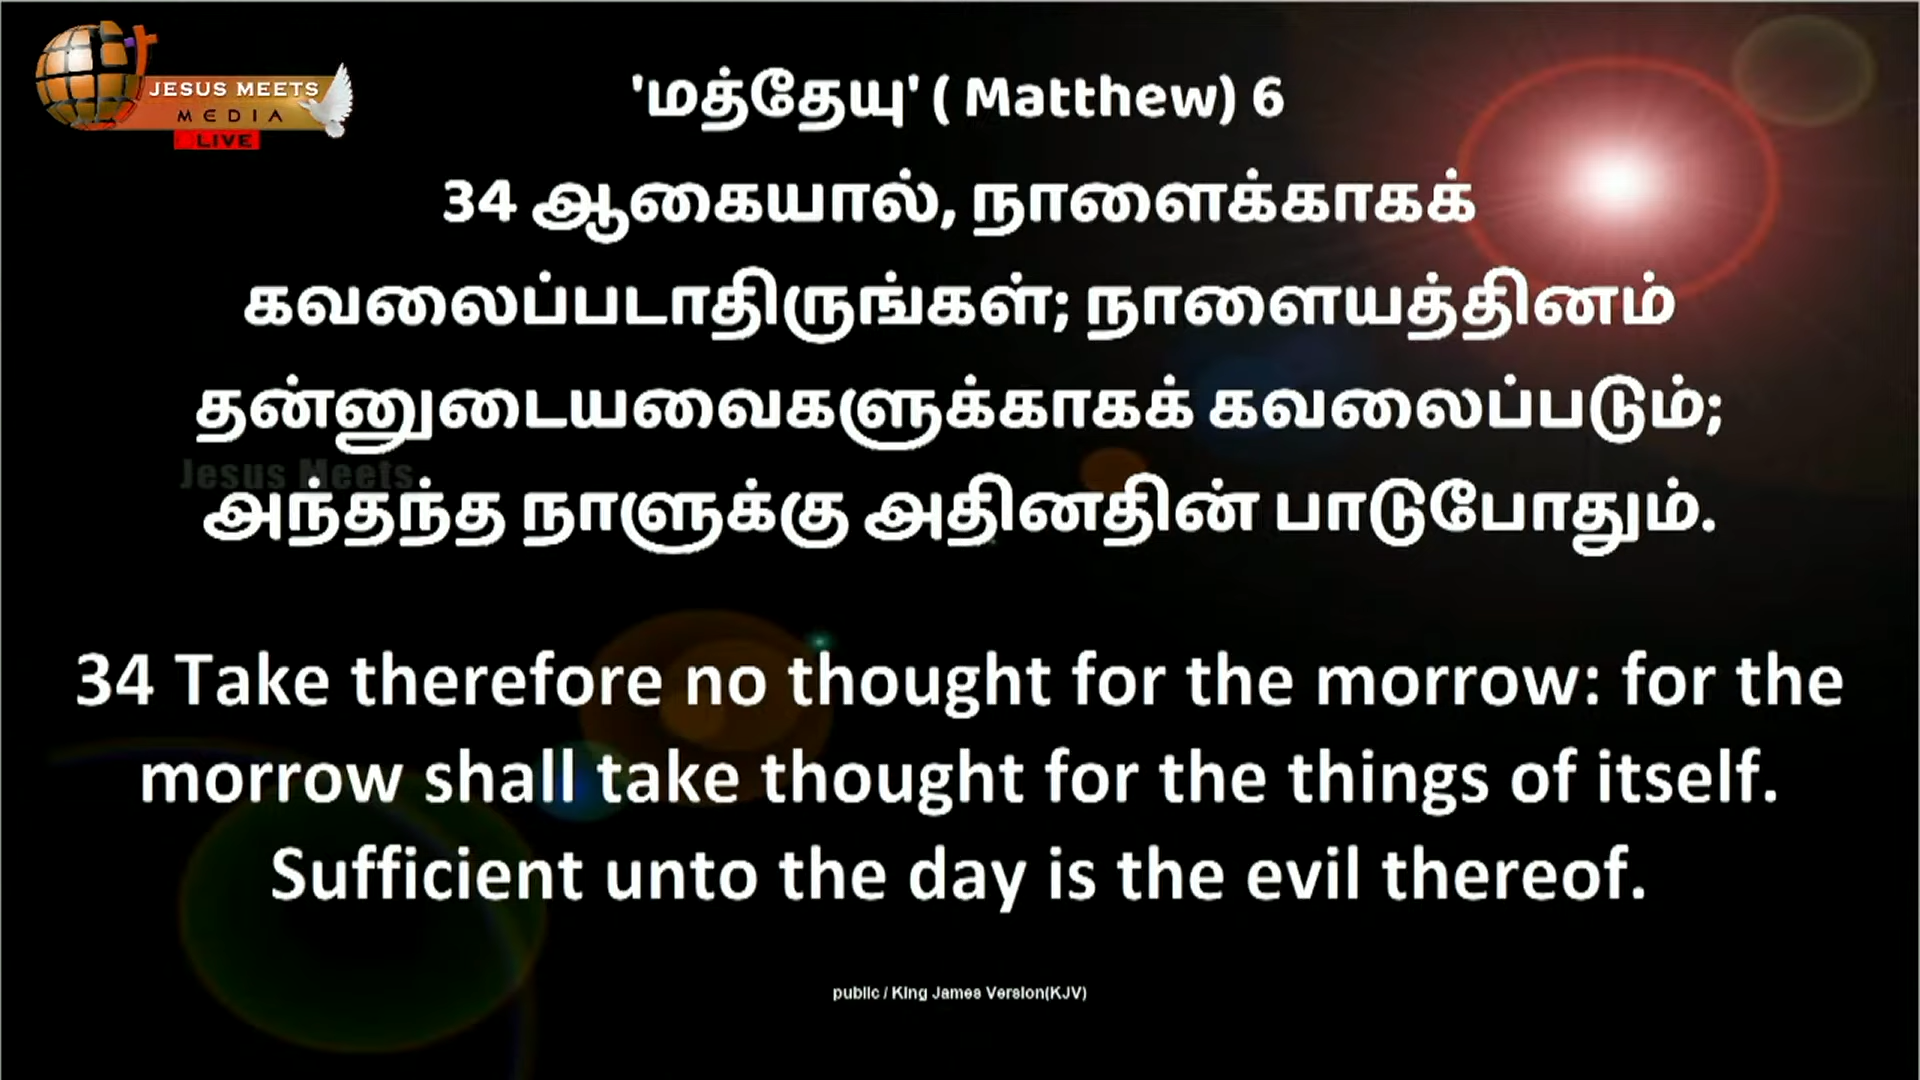 JESUS MEETS
MEDIA
LIVE
'மத்தேயு' ( Matthew) 6
34 ஆகையால், நாளைக்காகக்
கவலைப்படாதிருங்கள்; நாளையத்தினம்
தன்னுடையவைகளுக்காகக் கவலைப்படும்;
Jesus Meets
அந்தந்த நாளுக்கு அதினதின் பாடுபோதும்.
34 Take therefore no thought for the morrow: for the
morrow shall take thought for the things of itself.
Sufficient unto the day is the evil thereof.
public / King James Version(KJV)